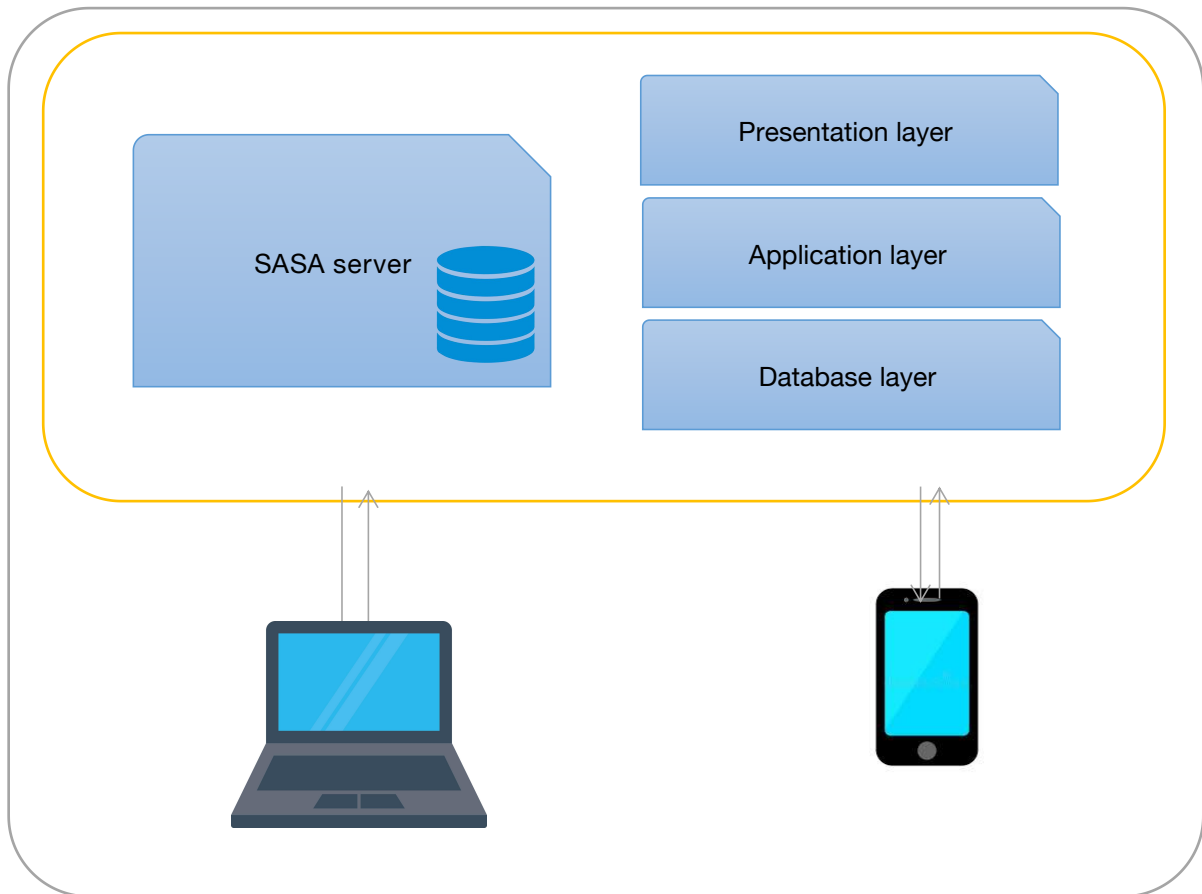 Presentation layer
SASA server
Application layer
Database layer